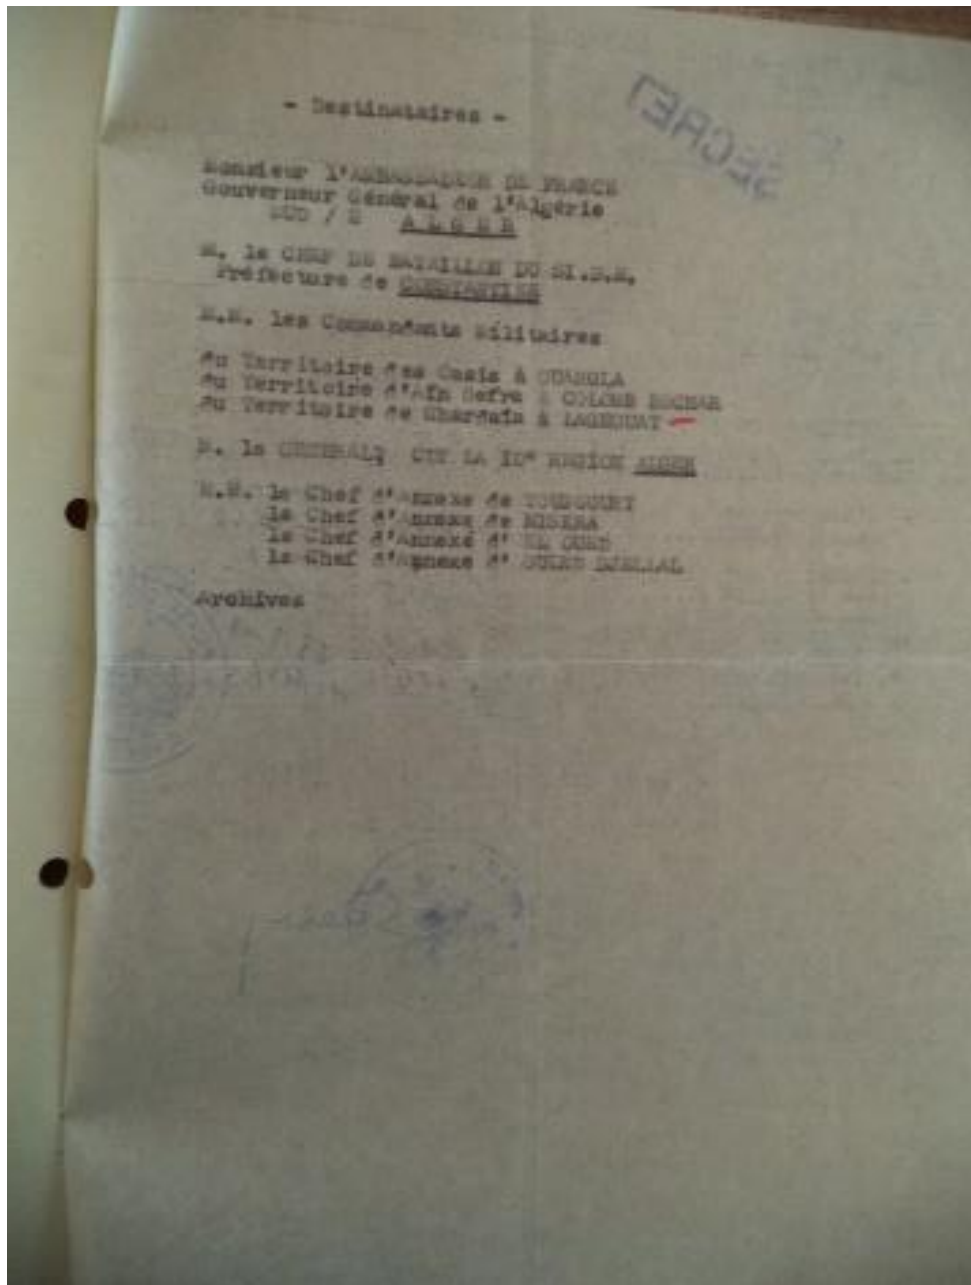 - Destinataires -
SECRET
Monsieur l'AMBASSADEUR DE FRANCE
Gouverneur Général de l'Algérie
SUD / 2 ALGER
M. le CHEF DE BATAILLON DU
Préfecture de CONSTANTINE
M.M. les Commandants Militaires
du Territoire des Oasis à OUARGLA
du Territoire d'Aïn Sefra à COLOMB BECHAR
du Territoire de Ghardaia à LAGHOUAT
M. le GENERAL CDT LA 10° REGION ALGER
M.M. le Chef d'Annexe de TOUGGOURT
le Chef d'Annexe de BISKRA
le Chef d'Annexe d' EL OUED
le Chef d'Annexe d' OULED DJELLAL
Archives